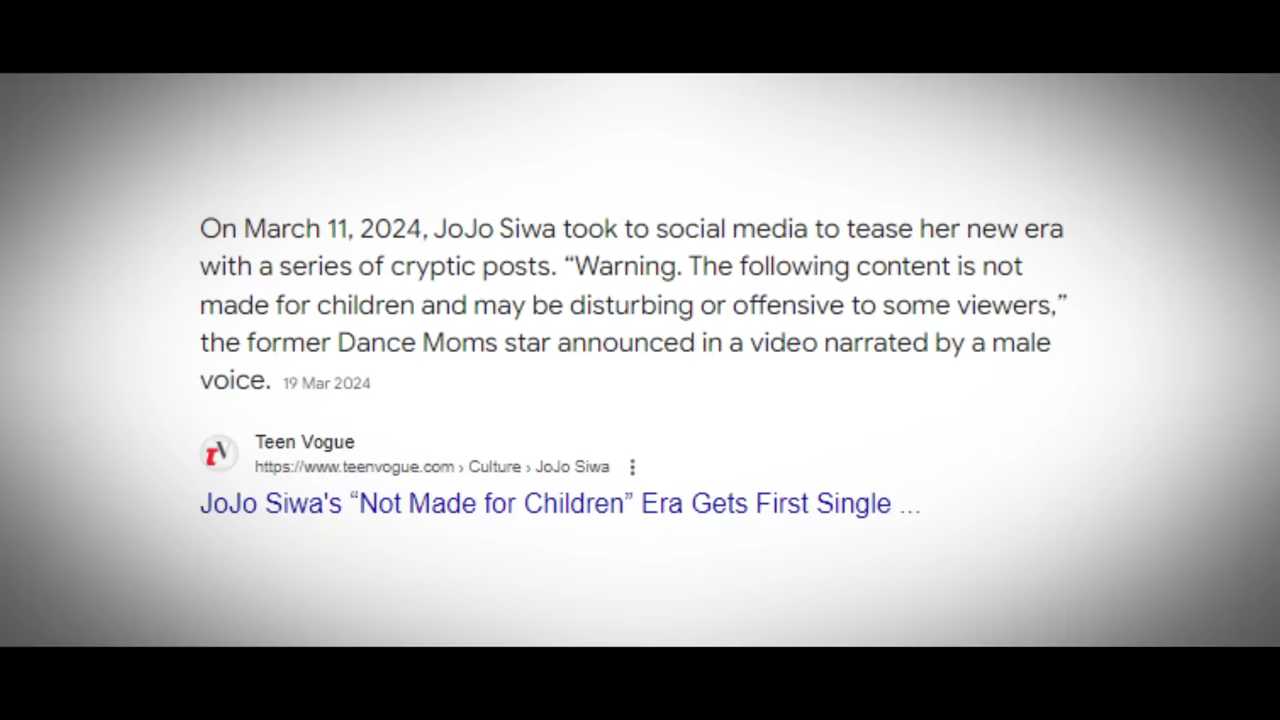 On March 11, 2024, JoJo Siwa took to social media to tease her new era
with a series of cryptic posts. “Warning. The following content is not
made for children and may be disturbing or offensive to some viewers,”
the former Dance Moms star announced in a video narrated by a male
voice. 19 Mar 2024
TV
Teen Vogue
https://www.teenvogue.com › Culture › JoJo Siwa
JoJo Siwa's “Not Made for Children” Era Gets First Single ...